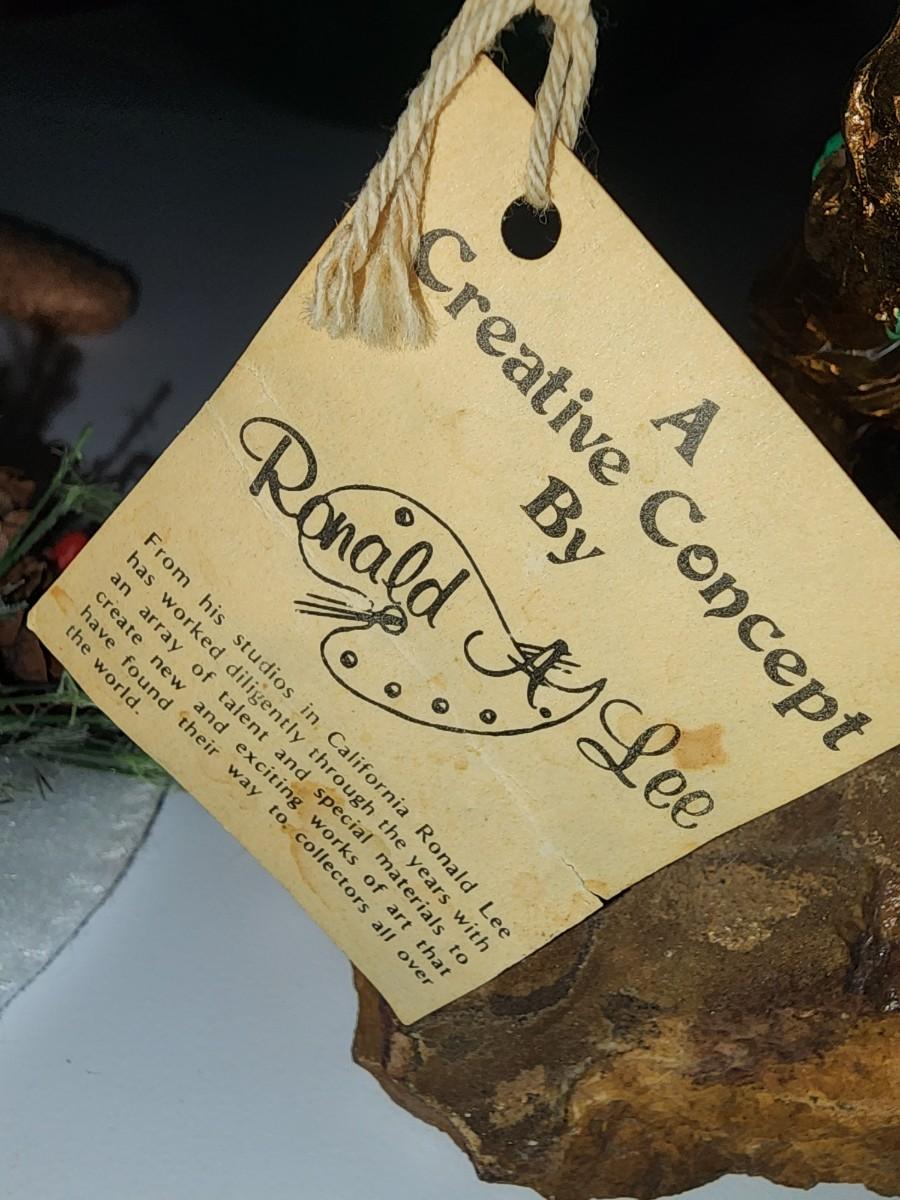 A Concept
Creative
By
Ronald A. Lee
From his studios in California Ronald Lee
has worked diligently through the years with
an array of talent and special materials to
create new and exciting works of art that
have found their way to collectors all over
the world.